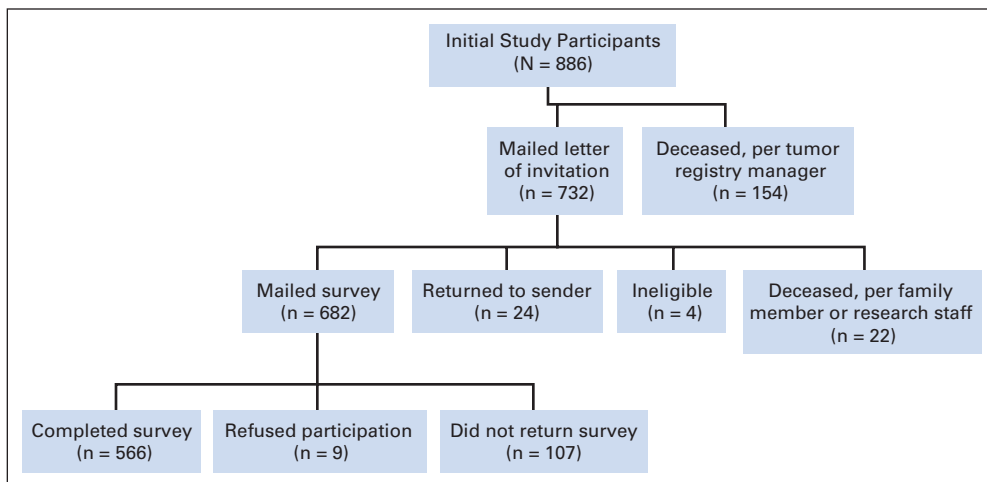 Initial Study Participants
(N = 886)
Mailed letter
of invitation
(n = 732)
Deceased, per tumor
registry manager
(n = 154)
Mailed survey
(n = 682)
Returned to sender
(n = 24)
Ineligible
(n = 4)
Deceased, per family
member or research staff
(n = 22)
Completed survey
(n = 566)
Refused participation
(n = 9)
Did not return survey
(n = 107)